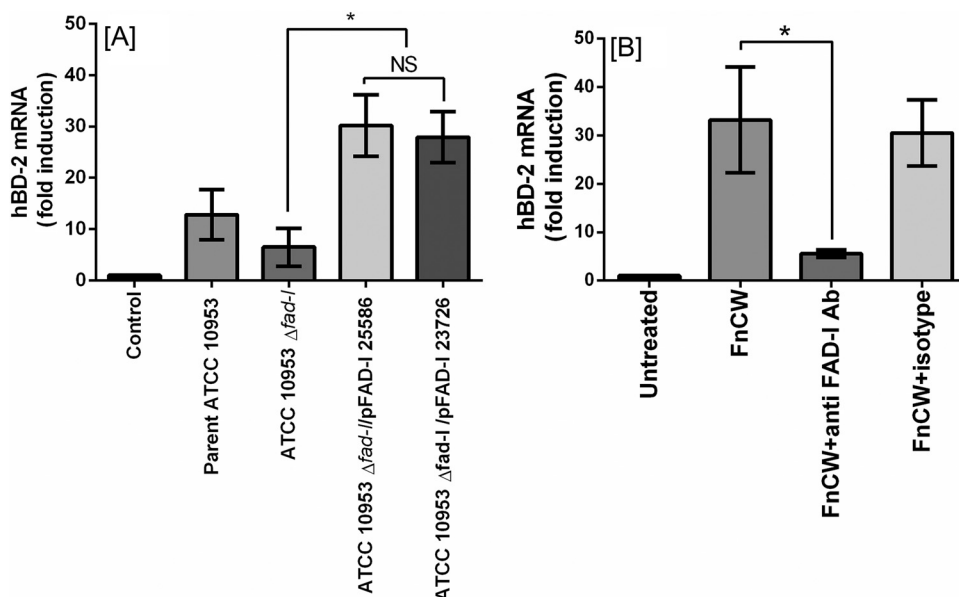 [A]
hBD-2 mRNA
(fold induction)
50
40
30
20
10
0
*
NS
Control
Parent ATCC 10953
ATCC 10953 Δfad-I
ATCC 10953 Δfad-I/pFAD-I 25586
ATCC 10953 Δfad-I /pFAD-I 23726
[B]
hBD-2 mRNA
(fold induction)
50
40
30
20
10
0
*
Untreated
FnCW
FnCW+anti FAD-I Ab
FnCW+isotype